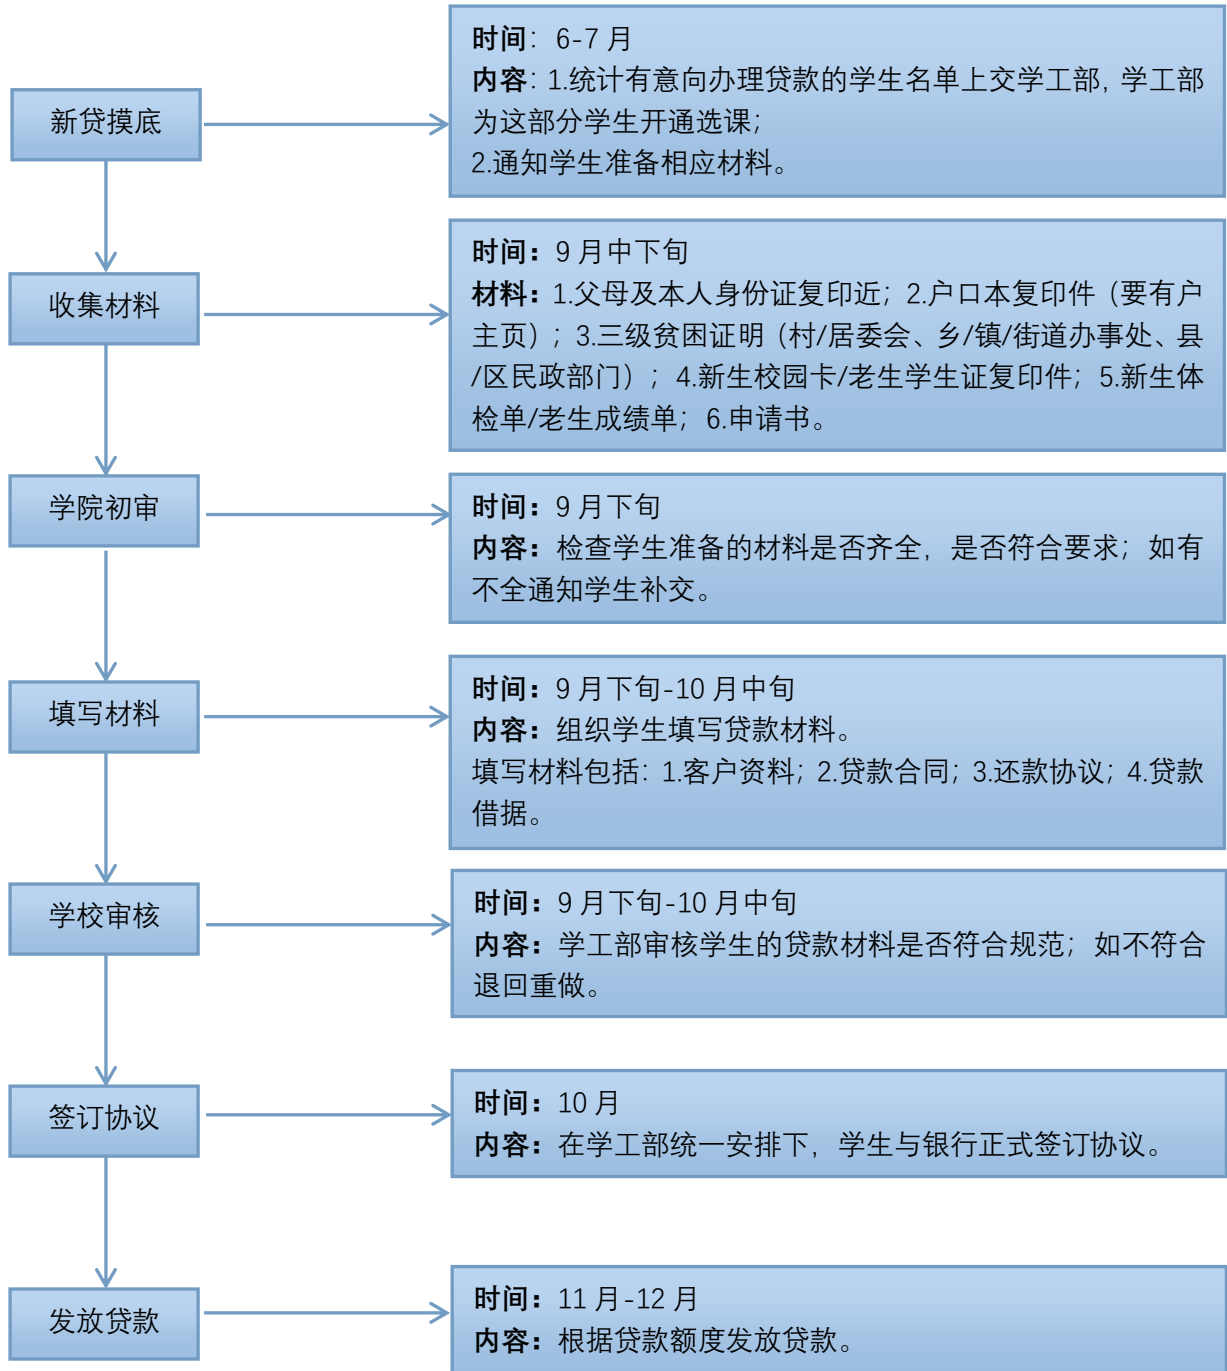 新贷摸底
时间：6-7 月
内容：1.统计有意向办理贷款的学生名单上交学工部，学工部
为这部分学生开通选课；
2.通知学生准备相应材料。
收集材料
时间：9 月中下旬
材料：1.父母及本人身份证复印近；2.户口本复印件（要有户
主页）；3.三级贫困证明（村/居委会、乡/镇/街道办事处、县
/区民政部门）；4.新生校园卡/老生学生证复印件；5.新生体
检单/老生成绩单；6.申请书。
学院初审
时间：9 月下旬
内容：检查学生准备的材料是否齐全，是否符合要求；如有
不全通知学生补交。
填写材料
时间：9 月下旬-10 月中旬
内容：组织学生填写贷款材料。
填写材料包括：1.客户资料；2.贷款合同；3.还款协议；4.贷款
借据。
学校审核
时间：9 月下旬-10 月中旬
内容：学工部审核学生的贷款材料是否符合规范；如不符合
退回重做。
签订协议
时间：10 月
内容：在学工部统一安排下，学生与银行正式签订协议。
发放贷款
时间：11 月-12 月
内容：根据贷款额度发放贷款。